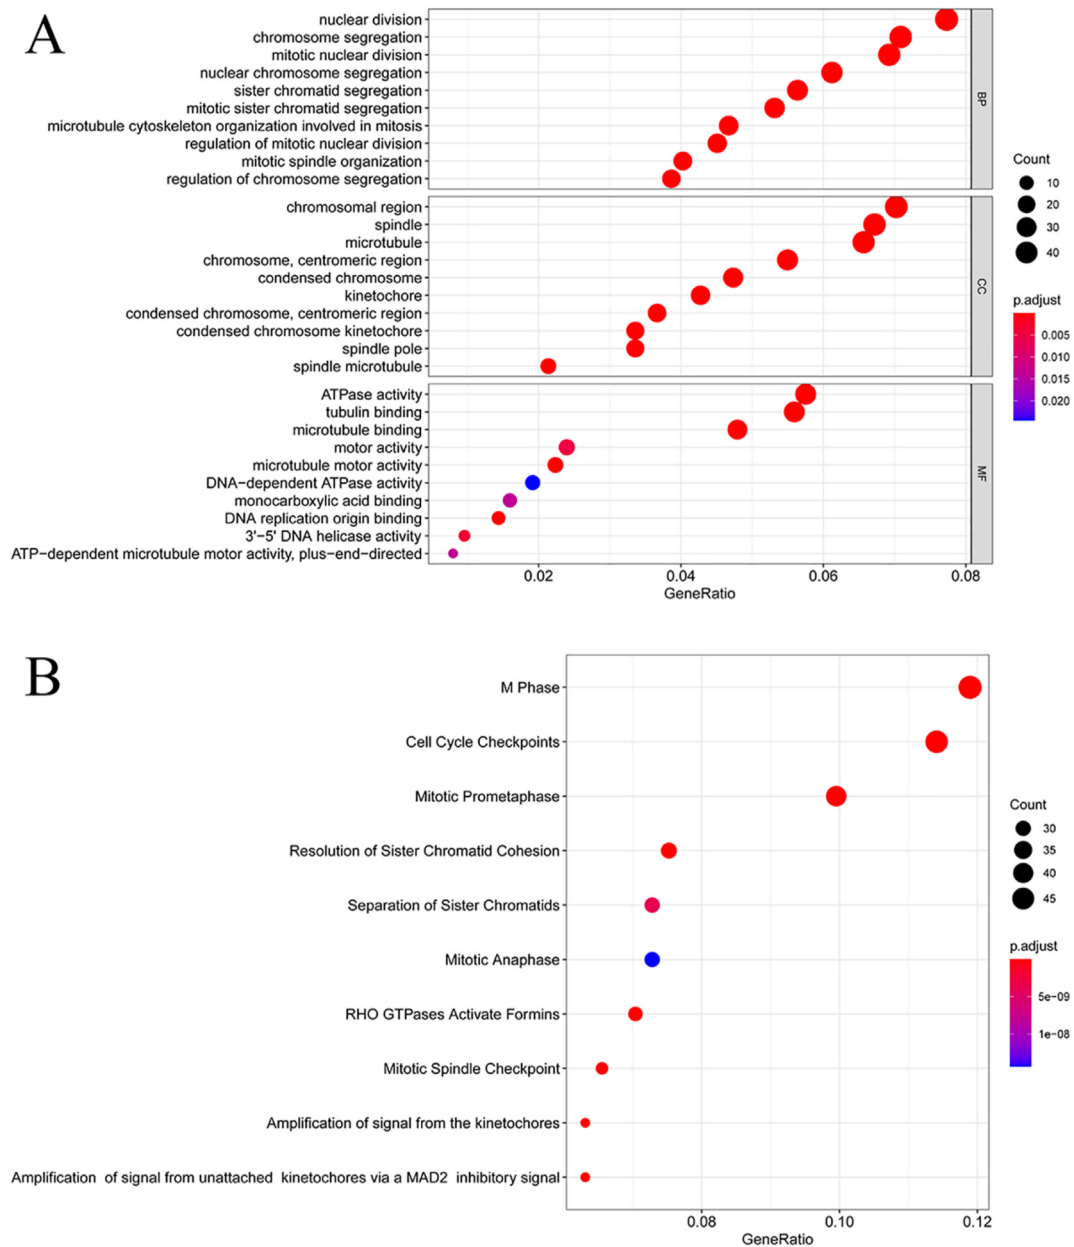 A
nuclear division
chromosome segregation
mitotic nuclear division
nuclear chromosome segregation
sister chromatid segregation
mitotic sister chromatid segregation
microtubule cytoskeleton organization involved in mitosis
regulation of mitotic nuclear division
mitotic spindle organization
regulation of chromosome segregation
BP
chromosomal region
spindle
microtubule
chromosome, centromeric region
condensed chromosome
kinetochore
condensed chromosome, centromeric region
condensed chromosome kinetochore
spindle pole
spindle microtubule
CC
ATPase activity
tubulin binding
microtubule binding
motor activity
microtubule motor activity
DNA-dependent ATPase activity
monocarboxylic acid binding
DNA replication origin binding
3'−5' DNA helicase activity
ATP−dependent microtubule motor activity, plus−end−directed
MF
0.02 0.04 0.06 0.08
GeneRatio
Count
10
20
30
40
p.adjust
0.005
0.010
0.015
0.020
B
M Phase
Cell Cycle Checkpoints
Mitotic Prometaphase
Resolution of Sister Chromatid Cohesion
Separation of Sister Chromatids
Mitotic Anaphase
RHO GTPases Activate Formins
Mitotic Spindle Checkpoint
Amplification of signal from the kinetochores
Amplification of signal from unattached kinetochores via a MAD2 inhibitory signal
0.08 0.10 0.12
GeneRatio
Count
30
35
40
45
p.adjust
5e−09
1e−08